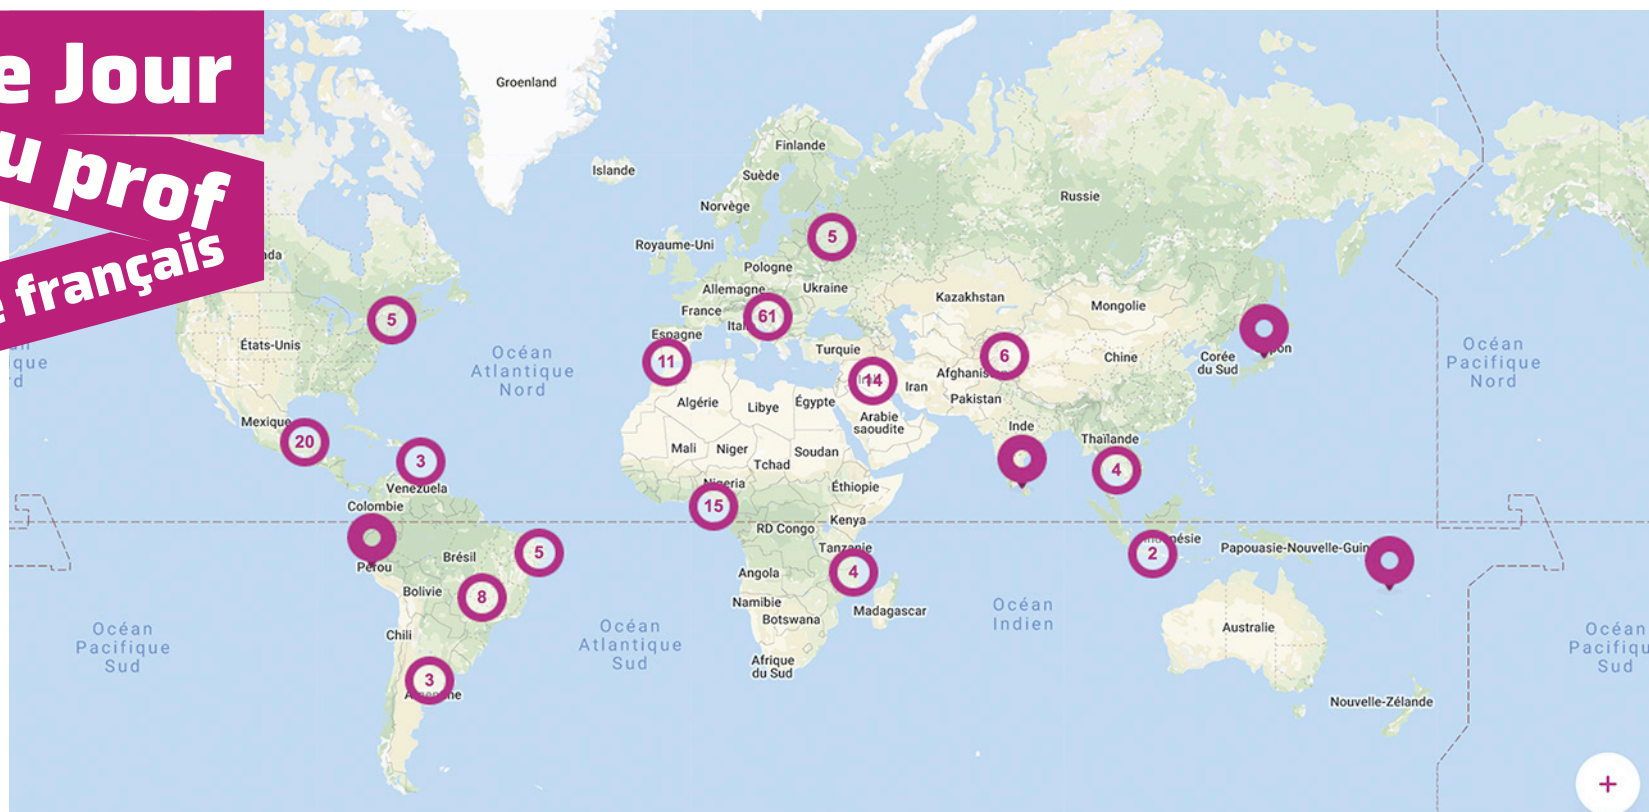 e Jour
u prof
français
Groenland
Islande
Finlande
Suède
Norvège
Russie
Royaume-Uni
5
Pologne
Allemagne
Ukraine
Kazakhstan
Mongolie
France
61
5
Espagne
11
États-Unis
Océan
Atlantique
Nord
Turquie
6
Chine
Corée
du Sud
Océan
Pacifique
Nord
14
Iran
Pakistan
Algérie
Libye
Égypte
Arabie
saoudite
Mexique
20
Inde
Thaïlande
Mali
Niger
Tchad
Soudan
3
4
Venezuela
Colombie
15
Éthiopie
RD Congo
Kenya
Tanzanie
5
Brésil
Pérou
2
Papouasie-Nouvelle-Guin
Angola
4
Bolivie
8
Namibie
Botswana
Madagascar
Océan
Indien
Océan
Pacifique
Sud
Chili
Océan
Atlantique
Sud
Australie
Océan
Pacifiqu
Sud
Afrique
du Sud
3
Nouvelle-Zélande
+